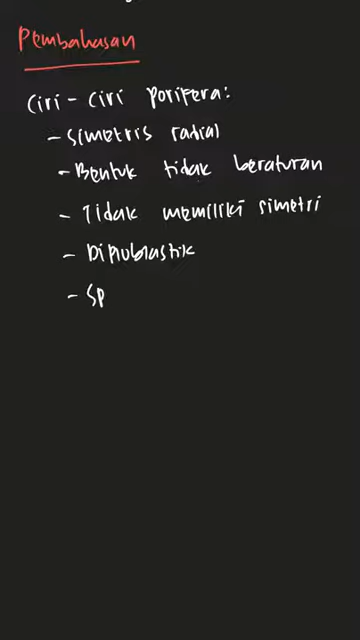 Pembahasan
Ciri - ciri porifera:
- Simetris radial
- Bentuk tidak beraturan
- Tidak memiliki simetri
- Diploblastik
- Sp